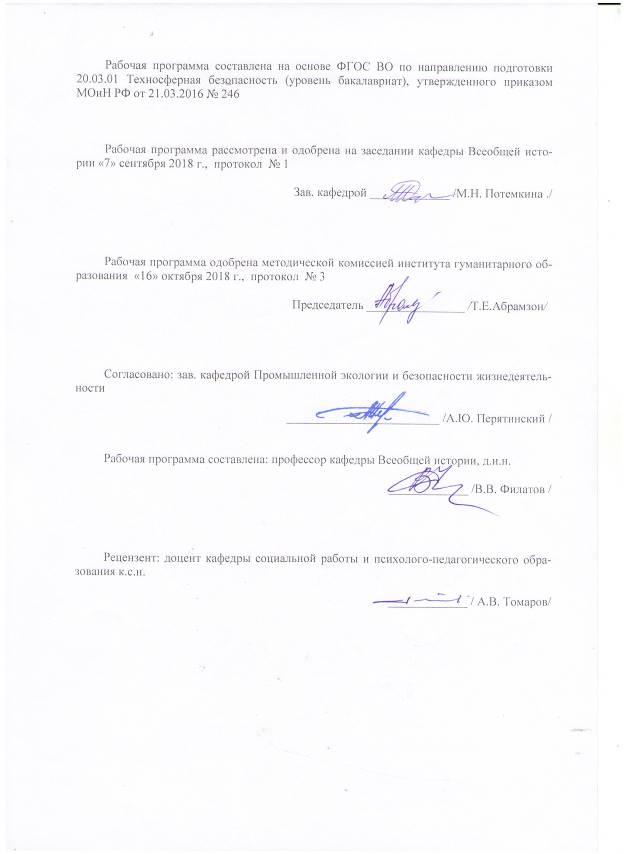 Рабочая программа составлена на основе ФГОС ВО по направлению подготовки
20.03.01 Техносферная безопасность (уровень бакалавриат), утвержденного приказом
МОиН РФ от 21.03.2016 № 246
Рабочая программа рассмотрена и одобрена на заседании кафедры Всеобщей исто-
рии «7» сентября 2018 г., протокол № 1
Зав. кафедрой /М.Н. Потемкина ./
Рабочая программа одобрена методической комиссией института гуманитарного об-
разования «16» октября 2018 г., протокол № 3
Председатель /Т.Е.Абрамзон/
Согласовано: зав. кафедрой Промышленной экологии и безопасности жизнедеятель-
ности
/А.Ю. Перятинский /
Рабочая программа составлена: профессор кафедры Всеобщей истории, д.и.н.
/В.В. Филатов /
Рецензент: доцент кафедры социальной работы и психолого-педагогического обра-
зования к.с.н.
/ А.В. Томаров/